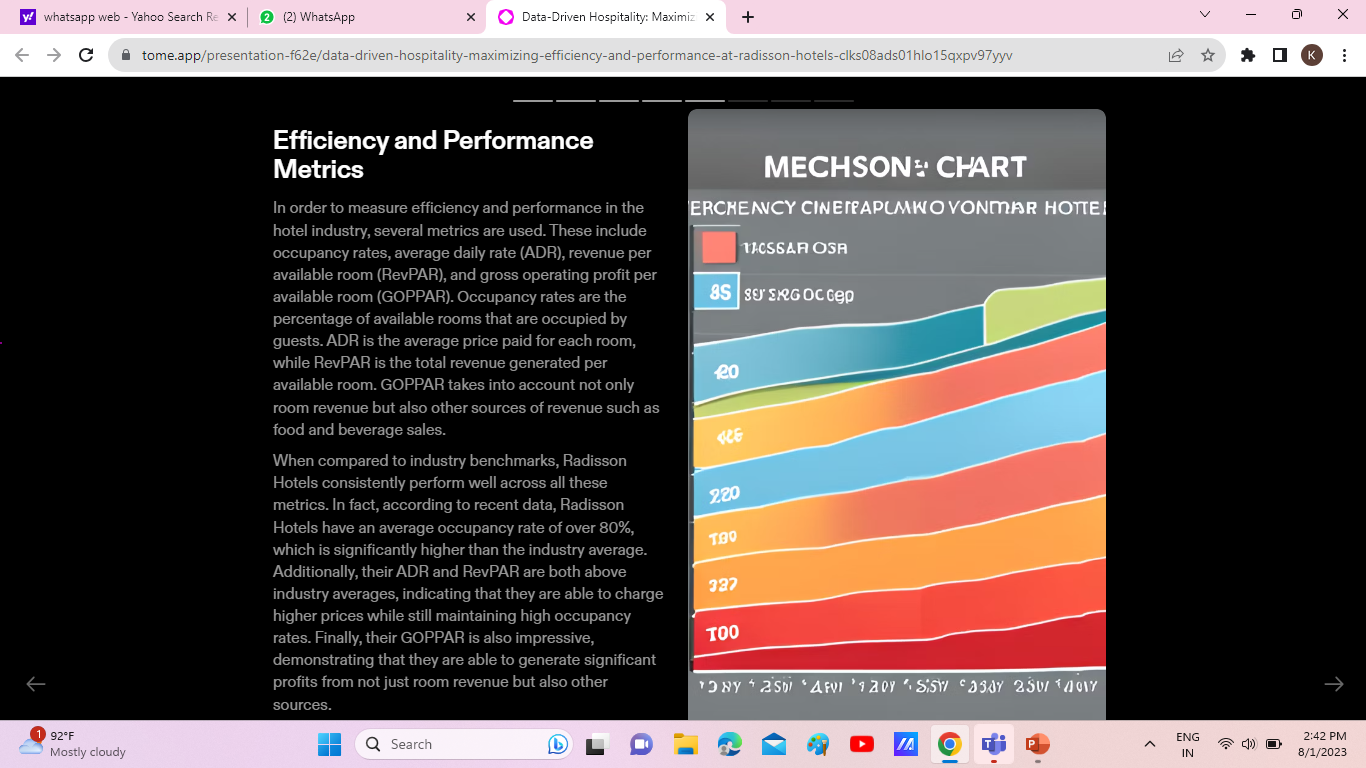 whatsapp web - Yahoo Search Re
(2) WhatsApp
Data-Driven Hospitality: Maximiz
tome.app/presentation-f62e/data-driven-hospitality-maximizing-efficiency-and-performance-at-radisson-hotels-clks08ads01hlo15qxpv97yyv
K
Efficiency and Performance
Metrics
In order to measure efficiency and performance in the
hotel industry, several metrics are used. These include
occupancy rates, average daily rate (ADR), revenue per
available room (RevPAR), and gross operating profit per
available room (GOPPAR). Occupancy rates are the
percentage of available rooms that are occupied by
guests. ADR is the average price paid for each room,
while RevPAR is the total revenue generated per
available room. GOPPAR takes into account not only
room revenue but also other sources of revenue such as
food and beverage sales.
When compared to industry benchmarks, Radisson
Hotels consistently perform well across all these
metrics. In fact, according to recent data, Radisson
Hotels have an average occupancy rate of over 80%,
which is significantly higher than the industry average.
Additionally, their ADR and RevPAR are both above
industry averages, indicating that they are able to charge
higher prices while still maintaining high occupancy
rates. Finally, their GOPPAR is also impressive,
demonstrating that they are able to generate significant
profits from not just room revenue but also other
sources.
MECHSON CHART
220
T00
1
92°F
Mostly cloudy
Search
ENG
IN
2:42 PM
8/1/2023